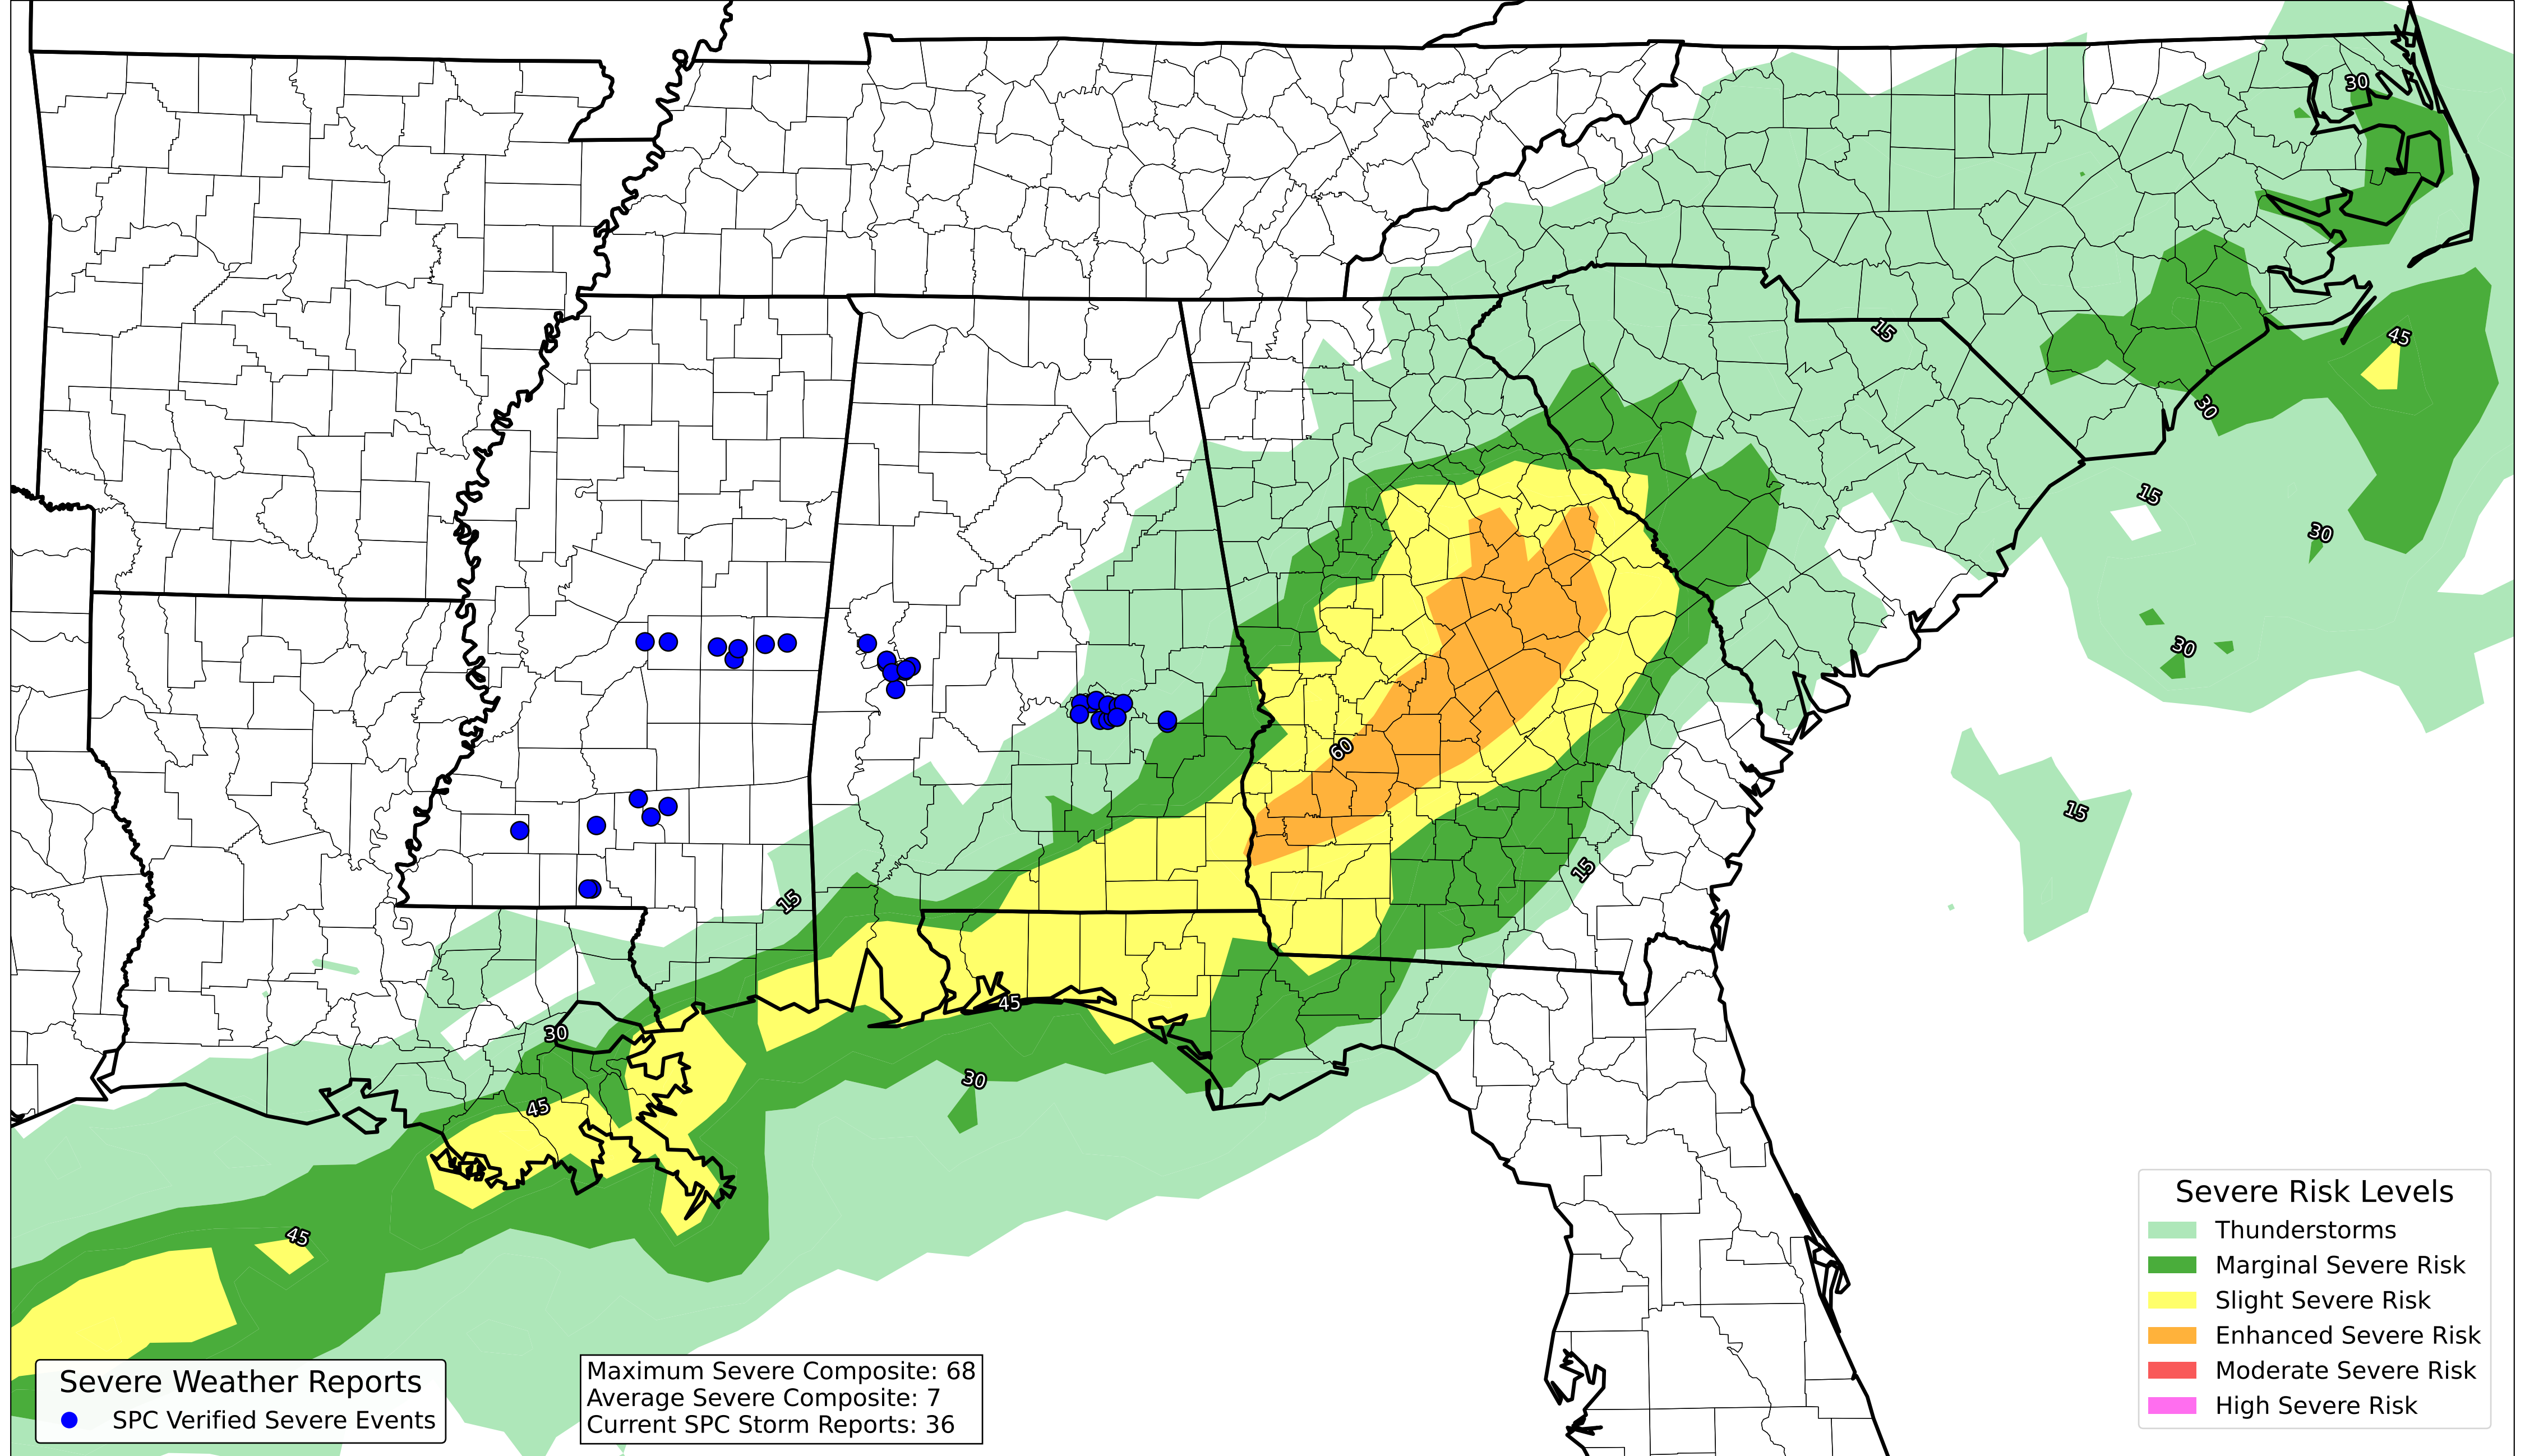 30
45
15
30
15
30
30
60
15
15
15
45
30
30
45
45
Severe Risk Levels
Thunderstorms
Marginal Severe Risk
Slight Severe Risk
Enhanced Severe Risk
Moderate Severe Risk
High Severe Risk
Severe Weather Reports
SPC Verified Severe Events
Maximum Severe Composite: 68
Average Severe Composite: 7
Current SPC Storm Reports: 36